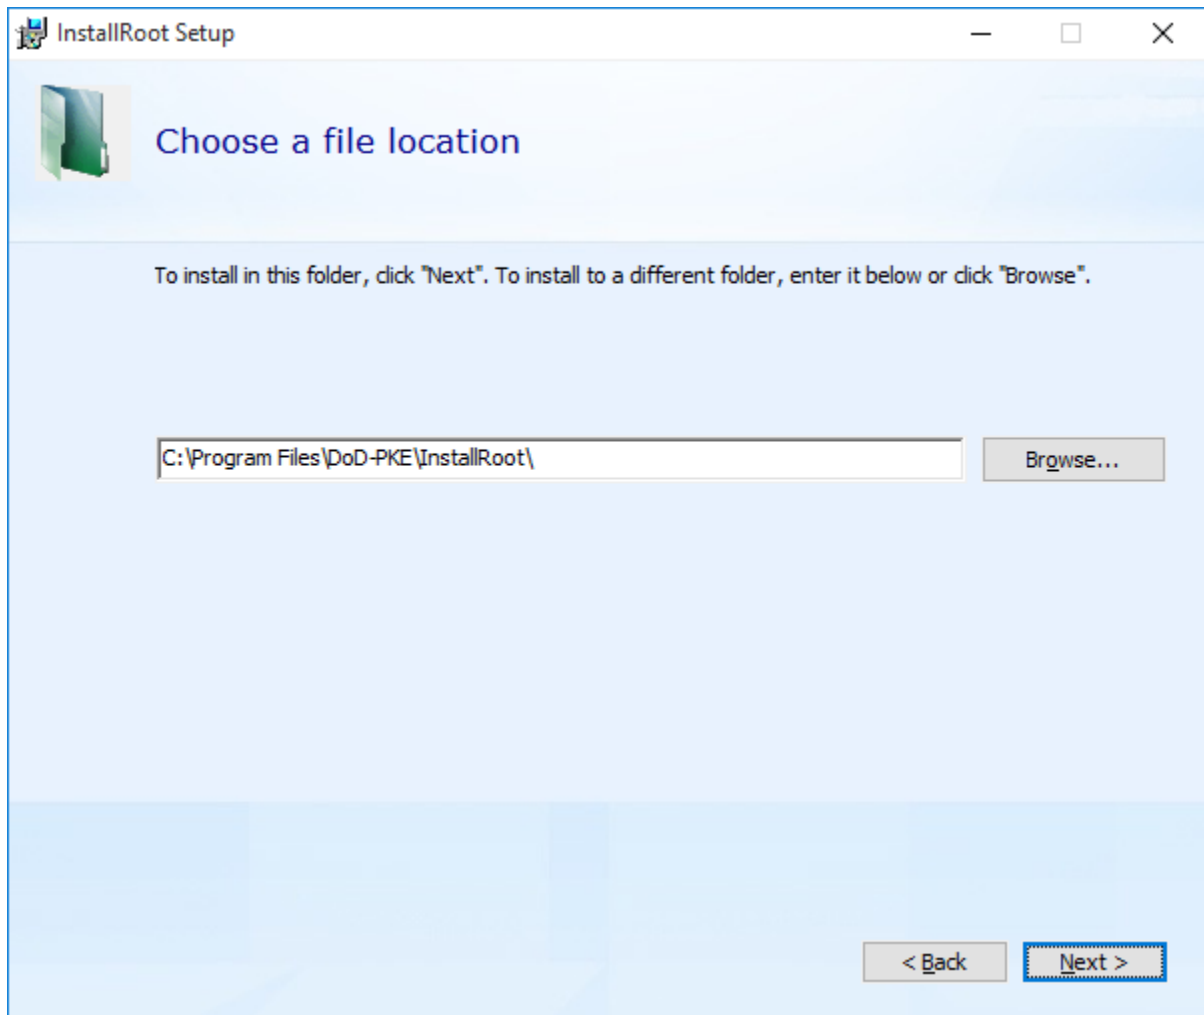 InstallRoot Setup
Choose a file location
To install in this folder, click "Next". To install to a different folder, enter it below or click "Browse".
C:\Program Files\DoD-PKE\InstallRoot\
Browse...
< Back
Next >